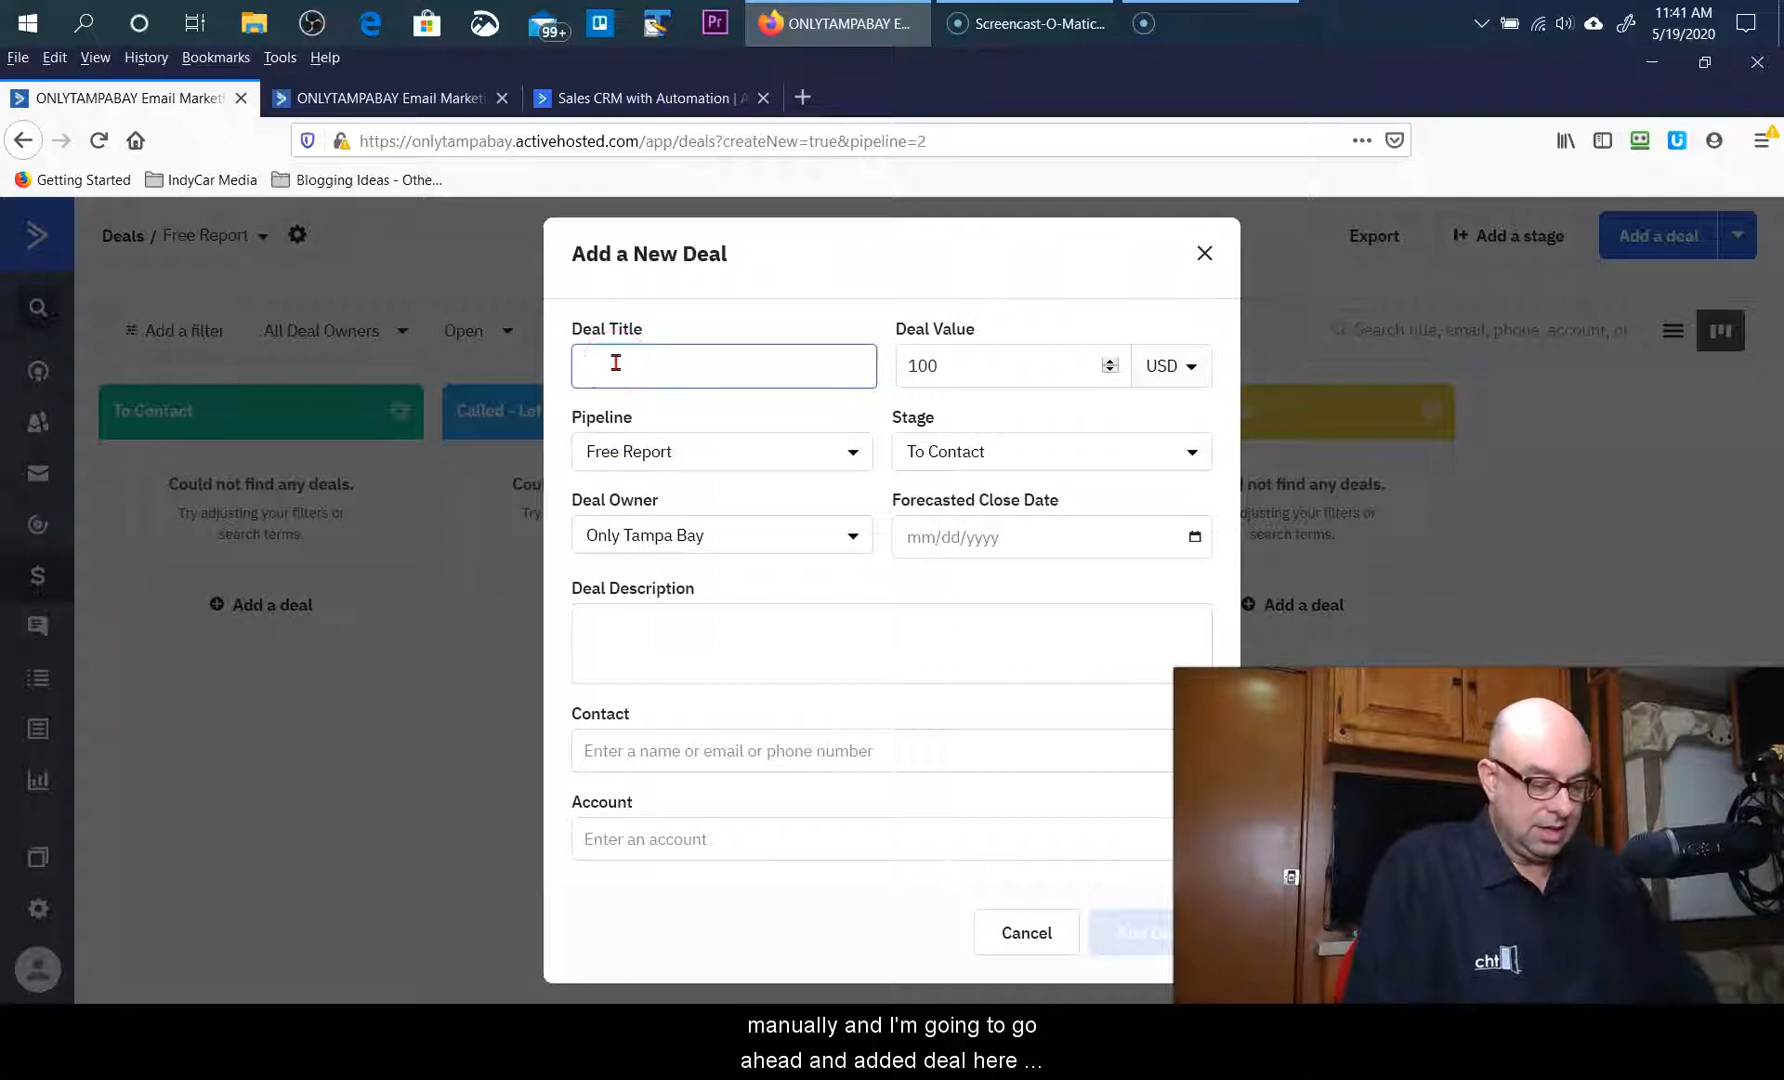 99+
Pr
ONLYTAMPABAY E...
Screencast-O-Matic...
11:41 AM
5/19/2020
File Edit View History Bookmarks Tools Help
ONLYTAMPABAY Email Marketi
ONLYTAMPABAY Email Marketi
Sales CRM with Automation | A
https://onlytampabay.activehosted.com/app/deals?createNew=true&pipeline=2
Getting Started
IndyCar Media
Blogging Ideas - Othe...
Deals / Free Report
Export
Add a stage
Add a deal
Add a New Deal
Add a filter
All Deal Owners
Open
Search title, email, phone, account, or
Deal Title
Deal Value
100
USD
To Contact
Called - Lef
Pipeline
Stage
Free Report
To Contact
Could not find any deals.
Cou
not find any deals.
Try adjusting your filters or
search terms.
T
adjusting your filters or
search terms.
Deal Owner
Forecasted Close Date
Only Tampa Bay
mm/dd/yyyy
Deal Description
Add a deal
Add a deal
Contact
Enter a name or email or phone number
Account
Enter an account
Cancel
cht
manually and I'm going to go
ahead and added deal here ...